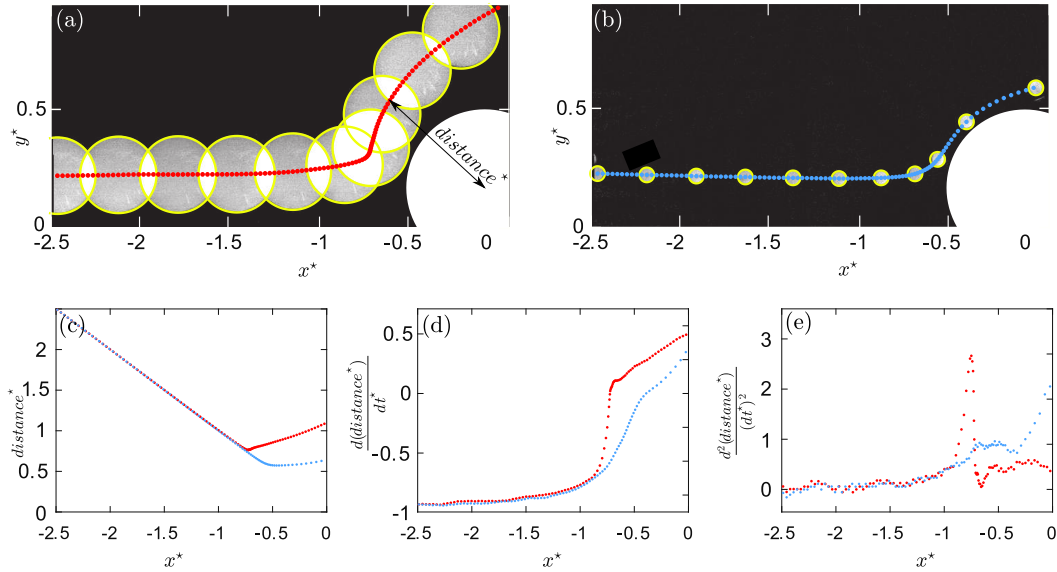 (a)
y*
0.5
0
distance*
-2.5 -2 -1.5 -1 -0.5 0
x*
(b)
y*
0.5
0
-2.5 -2 -1.5 -1 -0.5 0
x*
(c)
distance*
2
1.5
1
0.5
0
-2.5 -2 -1.5 -1 -0.5 0
x*
(d)
d(distance*)
dt*
0.5
0
-0.5
-1
-2.5 -2 -1.5 -1 -0.5 0
x*
(e)
d²(distance*)
(dt*)²
3
2
1
0
-2.5 -2 -1.5 -1 -0.5 0
x*